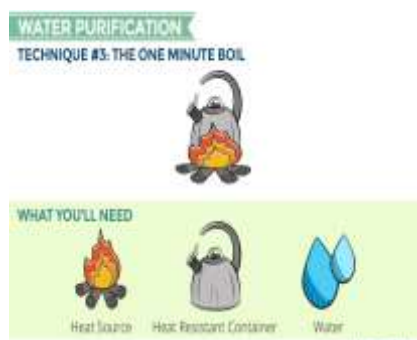 WATER PURIFICATION
TECHNIQUE #3: THE ONE MINUTE BOIL
WHAT YOU'LL NEED
Heat Source
Heat Resistant Container
Water